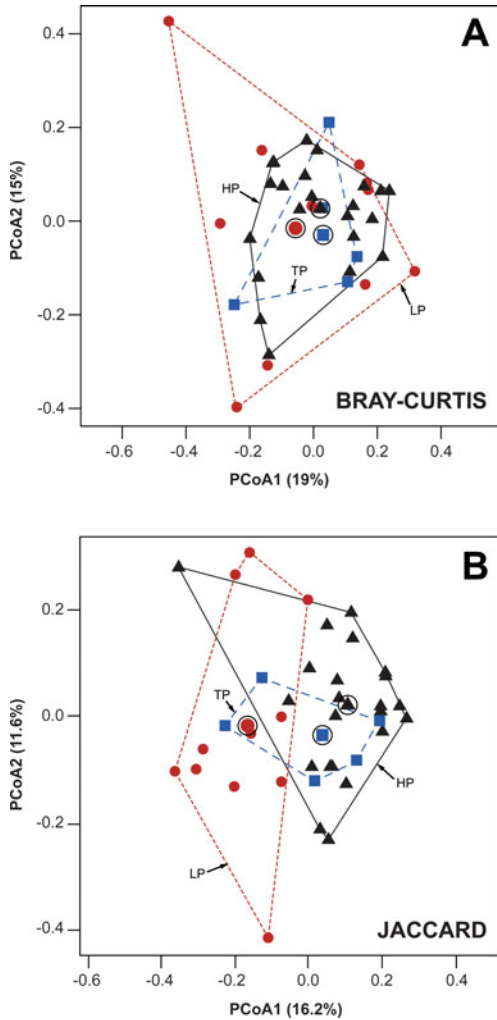 A
0.4
0.2
0.0
-0.2
-0.4
PCoA2 (15%)
HP
TP
LP
BRAY-CURTIS
-0.6
-0.4
-0.2
0.0
0.2
0.4
PCoA1 (19%)
B
0.2
0.0
-0.2
-0.4
PCoA2 (11.6%)
TP
HP
LP
JACCARD
-0.6
-0.4
-0.2
0.0
0.2
0.4
PCoA1 (16.2%)